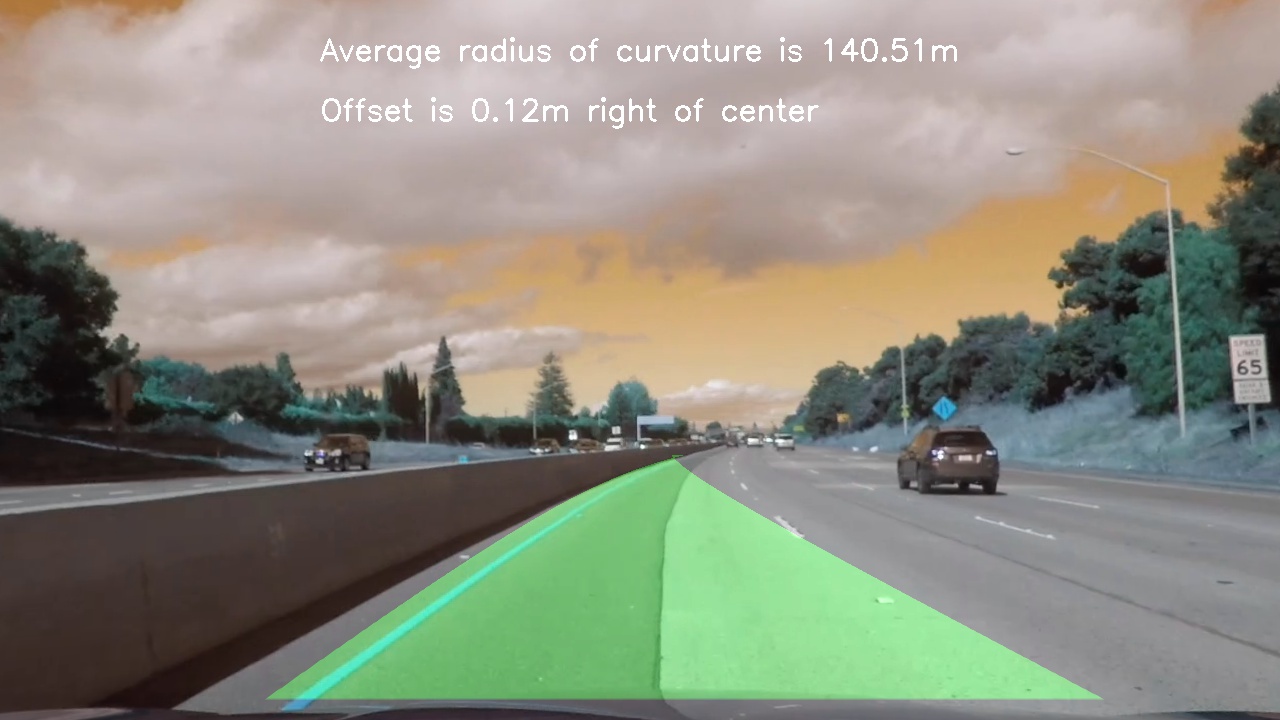 Average radius of curvature is 140.51m
Offset is 0.12m right of center
SPEED
LIMIT
65